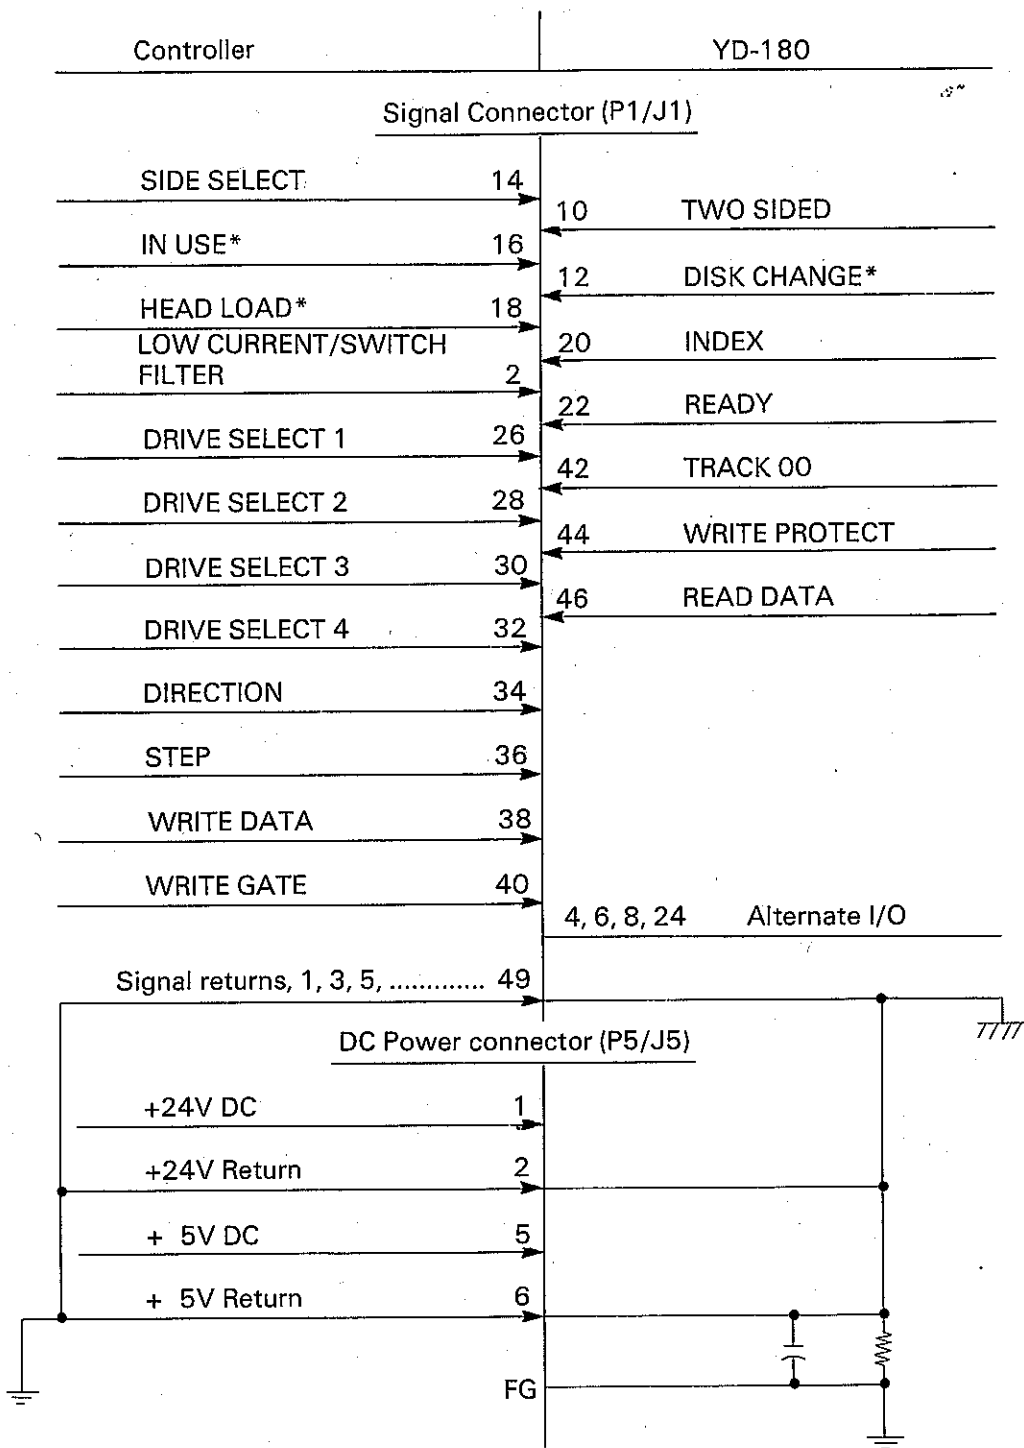 Controller YD-180
Signal Connector (P1/J1)
SIDE SELECT 14
10 TWO SIDED
IN USE* 16
12 DISK CHANGE*
HEAD LOAD* 18
LOW CURRENT/SWITCH
20 INDEX
FILTER 2
22 READY
DRIVE SELECT 1 26
42 TRACK 00
DRIVE SELECT 2 28
44 WRITE PROTECT
DRIVE SELECT 3 30
46 READ DATA
DRIVE SELECT 4 32
DIRECTION 34
STEP 36
WRITE DATA 38
WRITE GATE 40
4, 6, 8, 24 Alternate I/O
Signal returns, 1, 3, 5, ............. 49
DC Power connector (P5/J5)
+24V DC 1
+24V Return 2
+ 5V DC 5
+ 5V Return 6
FG